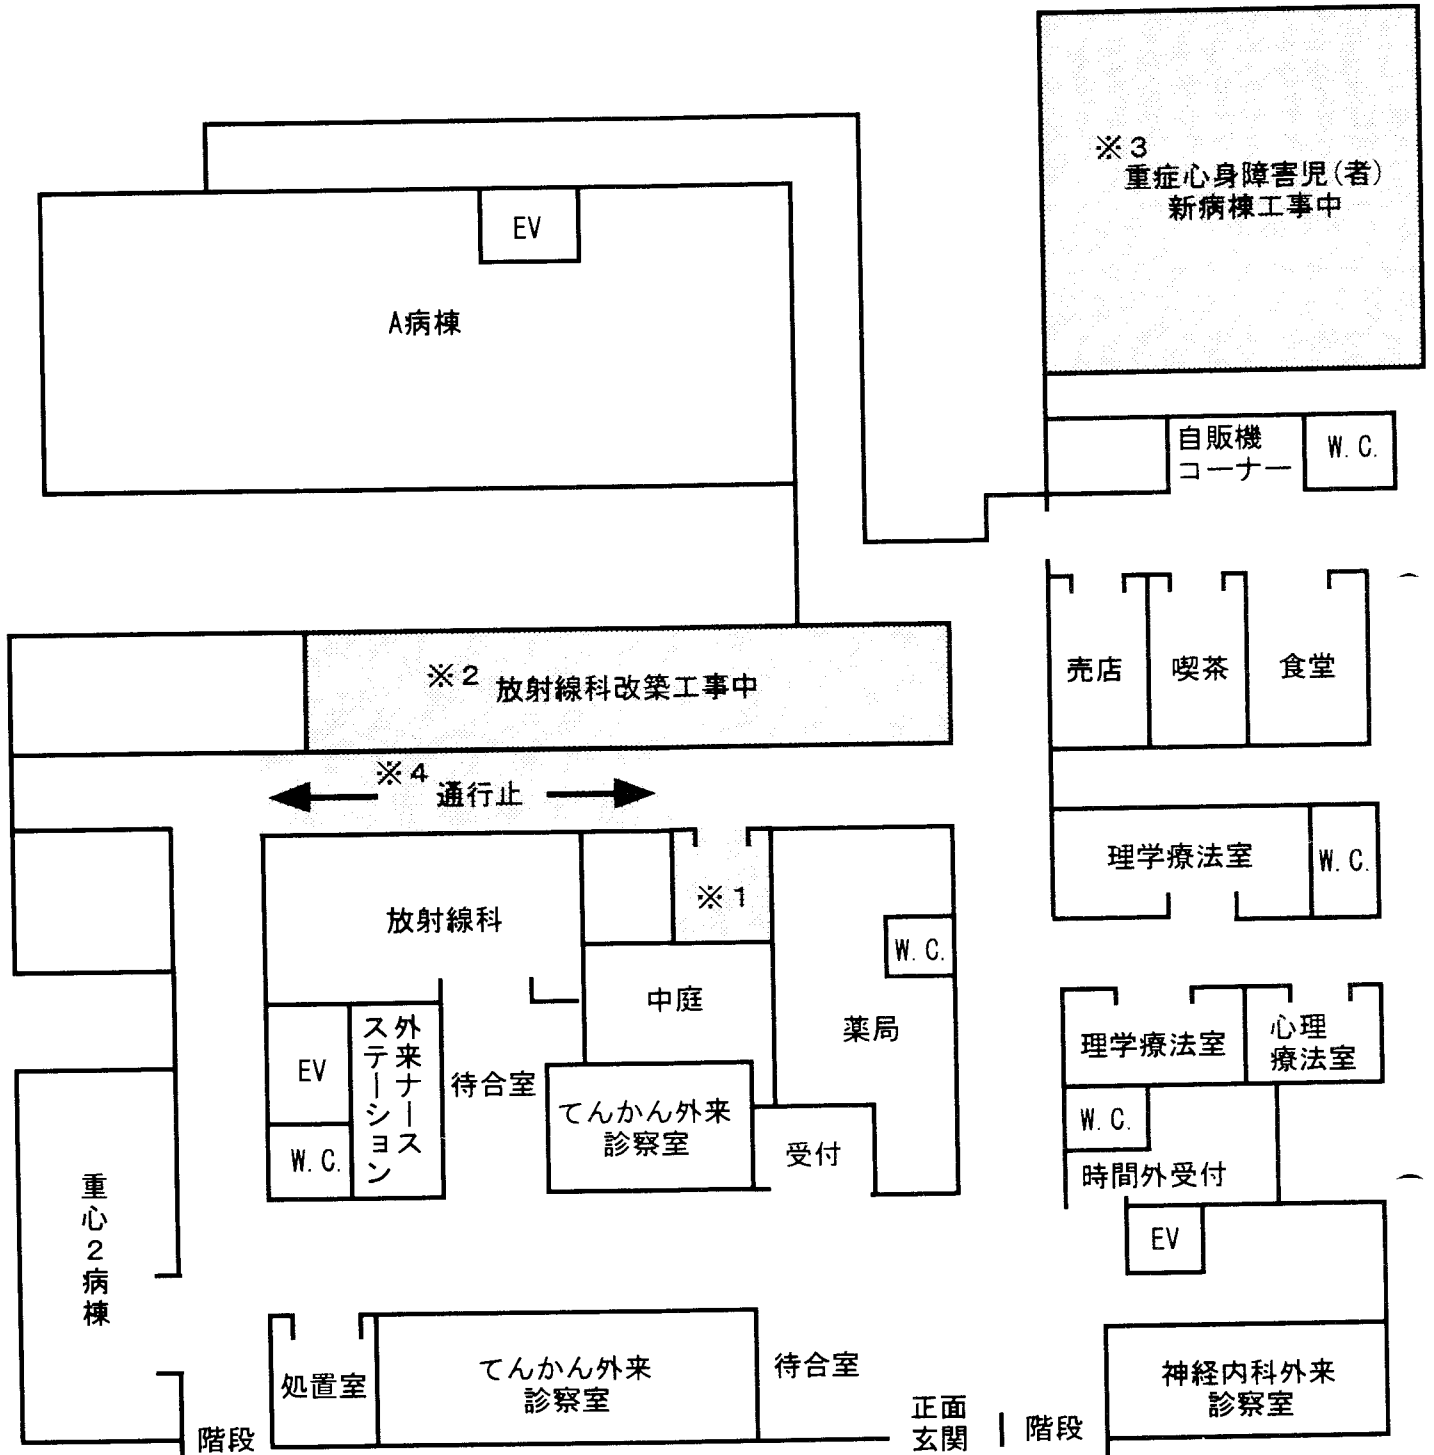 ※3
重症心身障害児(者)
新病棟工事中
EV
A病棟
自販機
コーナー
W.C.
※2 放射線科改築工事中
売店
喫茶
食堂
※4 通行止
理学療法室
W.C.
放射線科
※1
W.C.
中庭
薬局
EV
外来ナース
ステーション
待合室
理学療法室
心理
療法室
てんかん外来
診察室
受付
W.C.
W.C.
時間外受付
重心2病棟
EV
処置室
てんかん外来
診察室
待合室
神経内科外来
診察室
階段
正面
玄関
階段